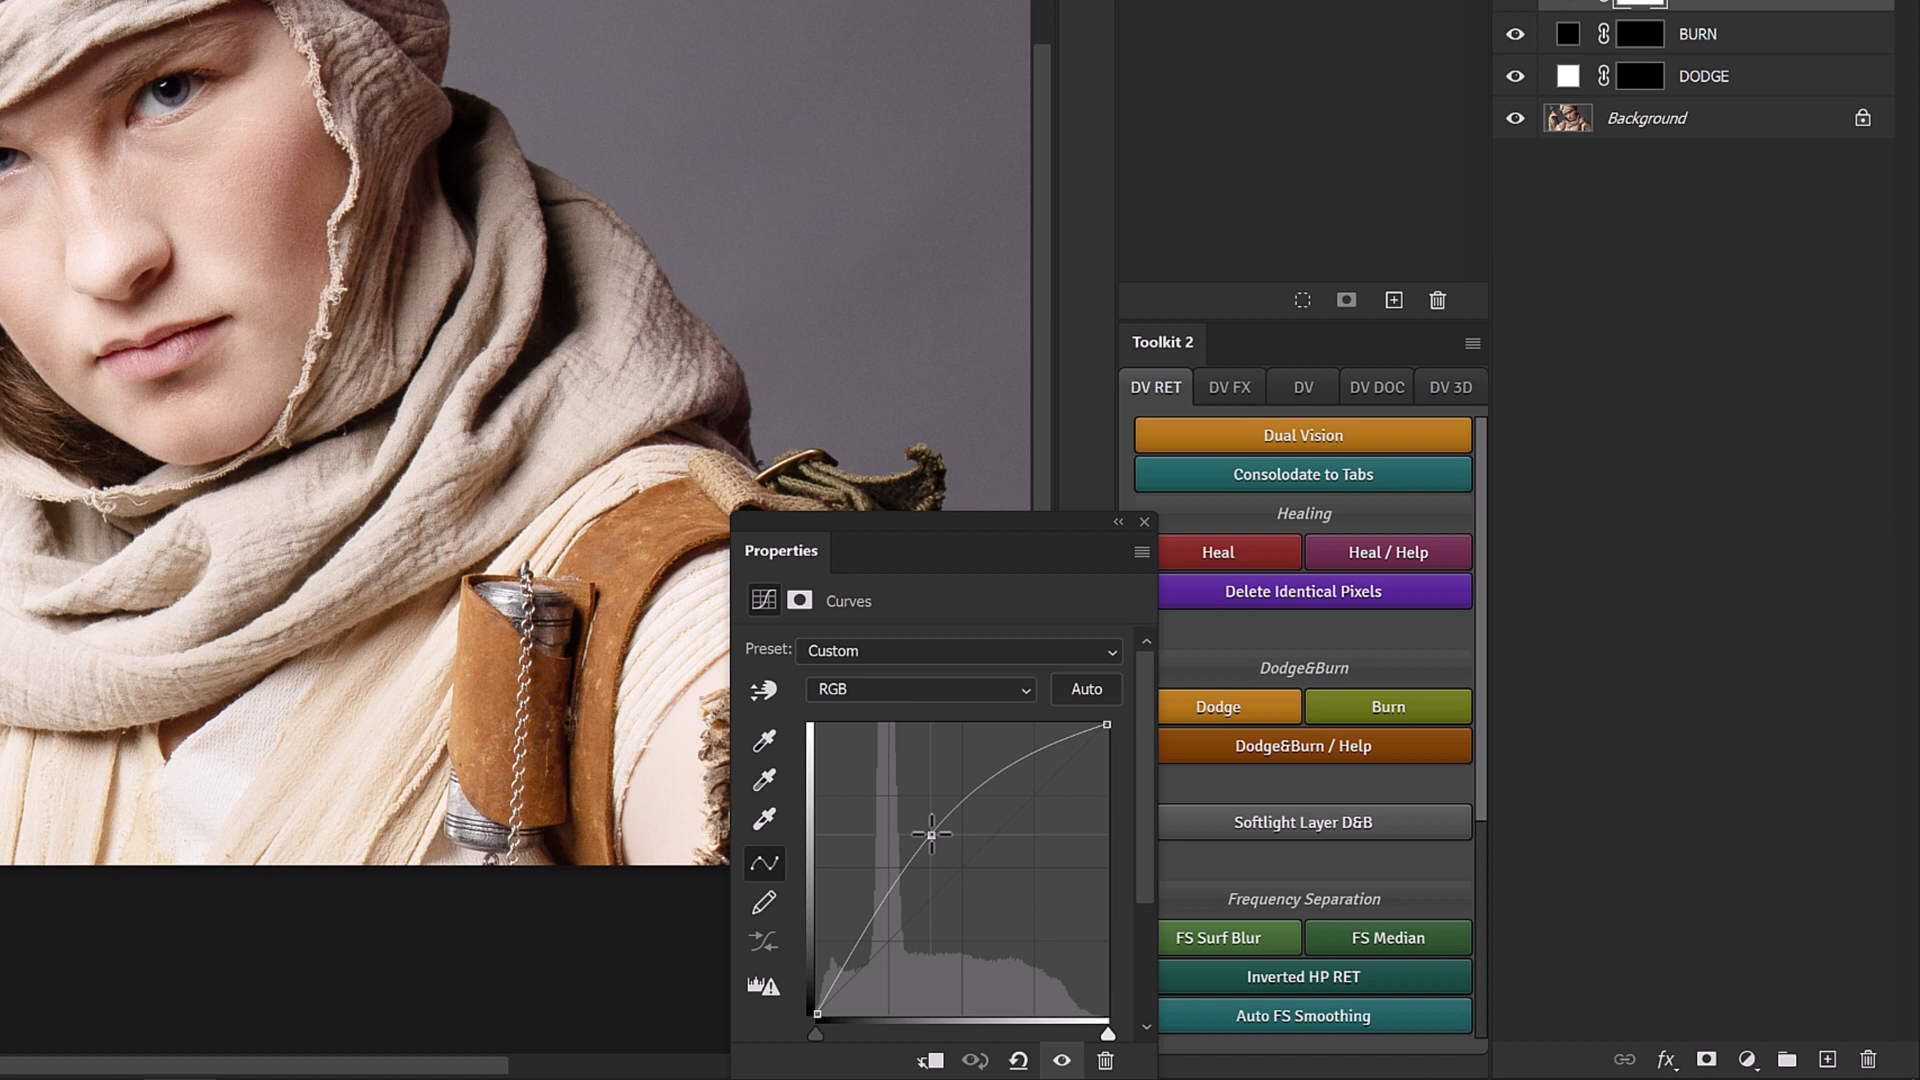 BURN
DODGE
Background
Toolkit 2
DV RET DV FX DV DV DOC DV 3D
Dual Vision
Consolodate to Tabs
Healing
Heal Heal / Help
Delete Identical Pixels
Dodge&Burn
Dodge Burn
Dodge&Burn / Help
Softlight Layer D&B
Frequency Separation
FS Surf Blur FS Median
Inverted HP RET
Auto FS Smoothing
Properties
Curves
Preset: Custom
RGB Auto
fx